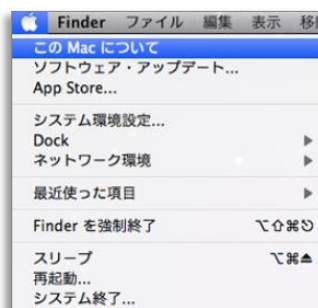 Finder ファイル 編集 表示
この Mac について
ソフトウェア・アップデート...
App Store...
システム環境設定...
Dock
ネットワーク環境
最近使った項目
Finder を強制終了 ⌥⇧⌘⎋
スリープ ⌥⌘⏏
再起動...
システム終了...